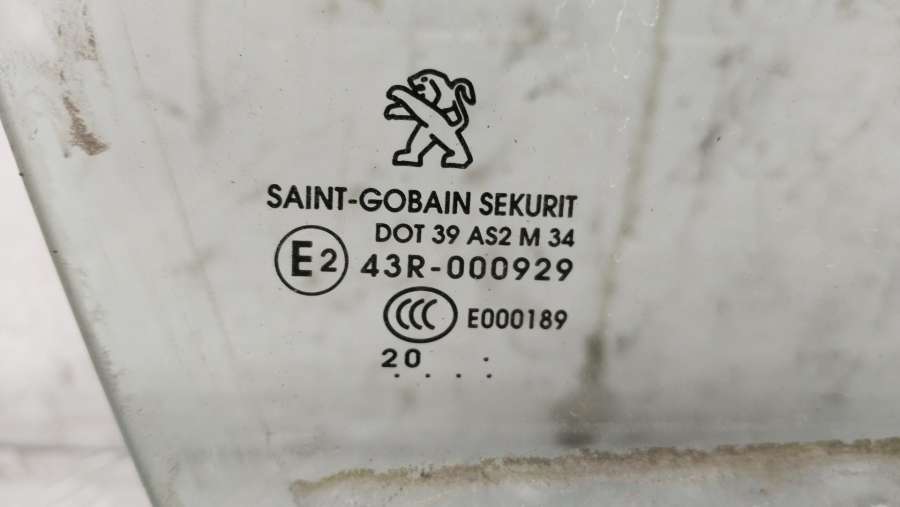 SAINT-GOBAIN SEKURIT
DOT 39 AS2 M 34
E2 43R-000929
CCC E000189
20